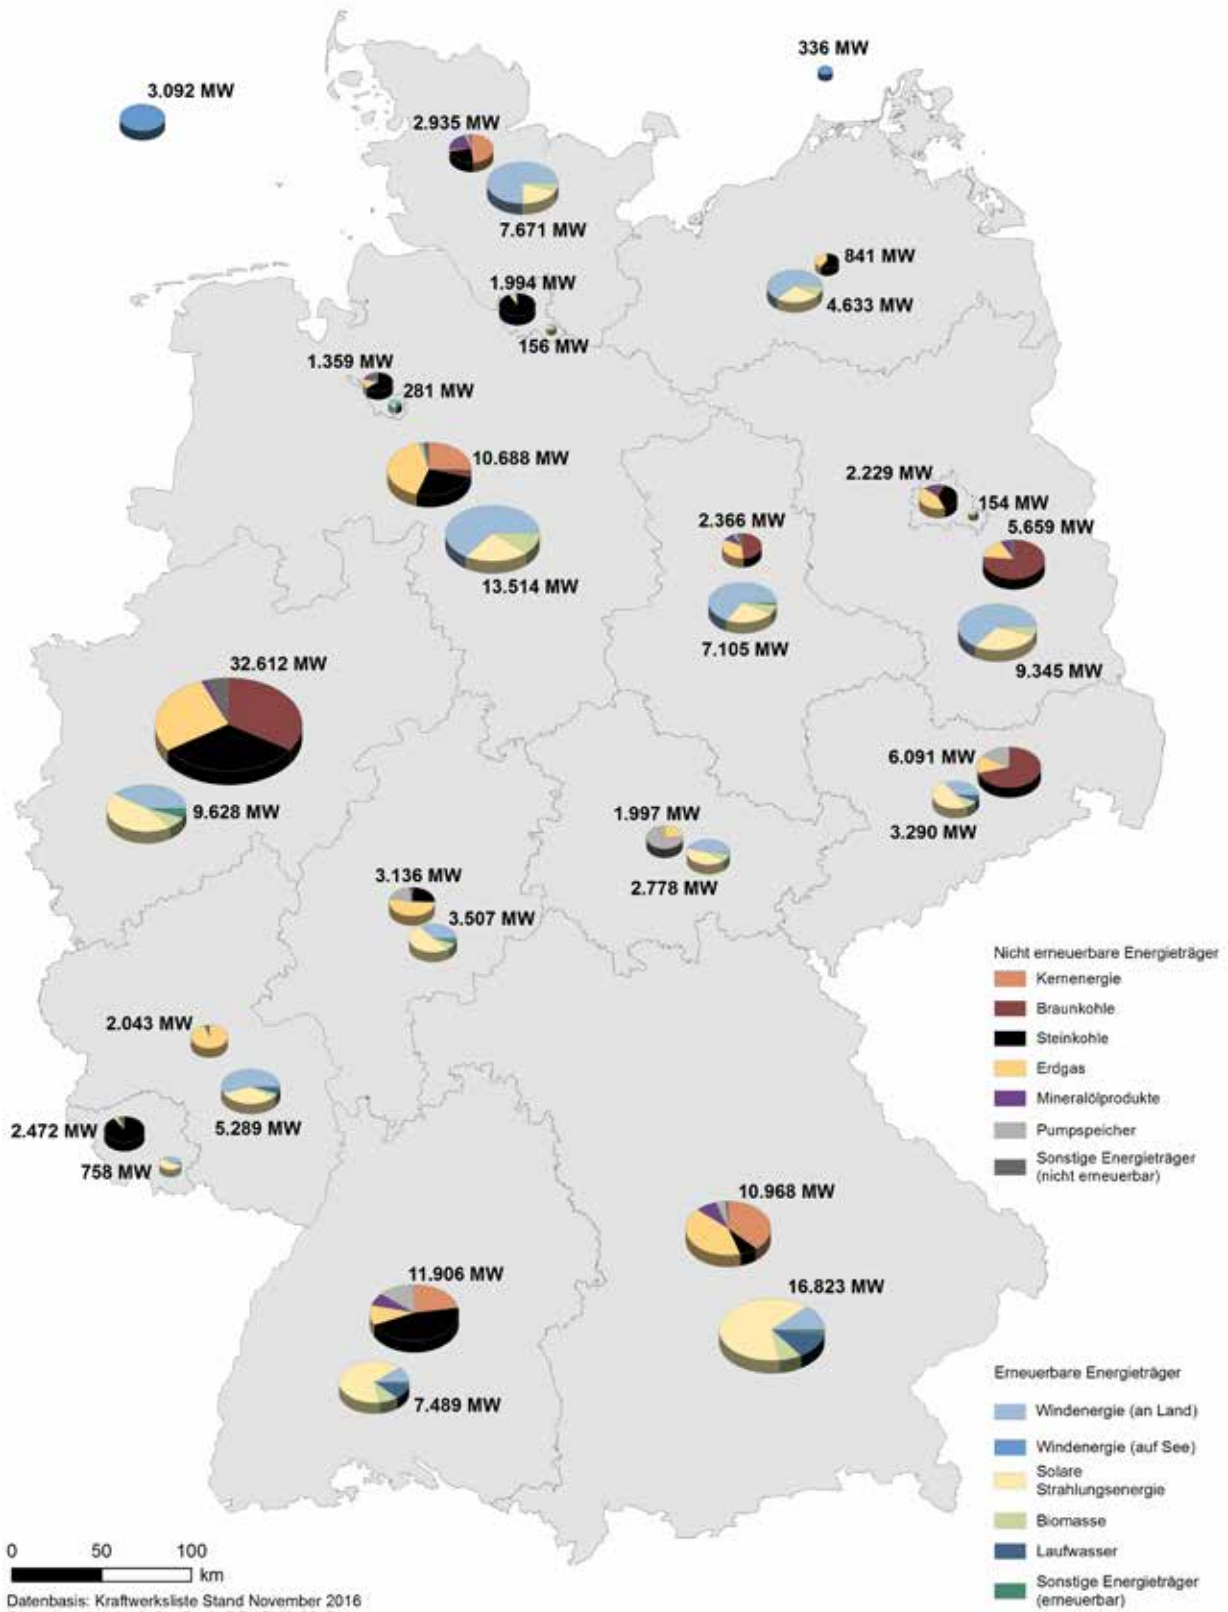 336 MW
3.092 MW
2.935 MW
7.671 MW
841 MW
4.633 MW
1.994 MW
156 MW
1.359 MW
281 MW
10.688 MW
13.514 MW
2.229 MW
154 MW
5.659 MW
2.366 MW
7.105 MW
9.345 MW
32.612 MW
9.628 MW
6.091 MW
3.290 MW
1.997 MW
2.778 MW
3.136 MW
3.507 MW
2.043 MW
5.289 MW
2.472 MW
758 MW
10.968 MW
16.823 MW
11.906 MW
7.489 MW
Nicht erneuerbare Energieträger
Kernenergie
Braunkohle
Steinkohle
Erdgas
Mineralölprodukte
Pumpspeicher
Sonstige Energieträger
(nicht erneuerbar)
Erneuerbare Energieträger
Windenergie (an Land)
Windenergie (auf See)
Solare
Strahlungsenergie
Biomasse
Laufwasser
Sonstige Energieträger
(erneuerbar)
0 50 100
km
Datenbasis: Kraftwerksliste Stand November 2016